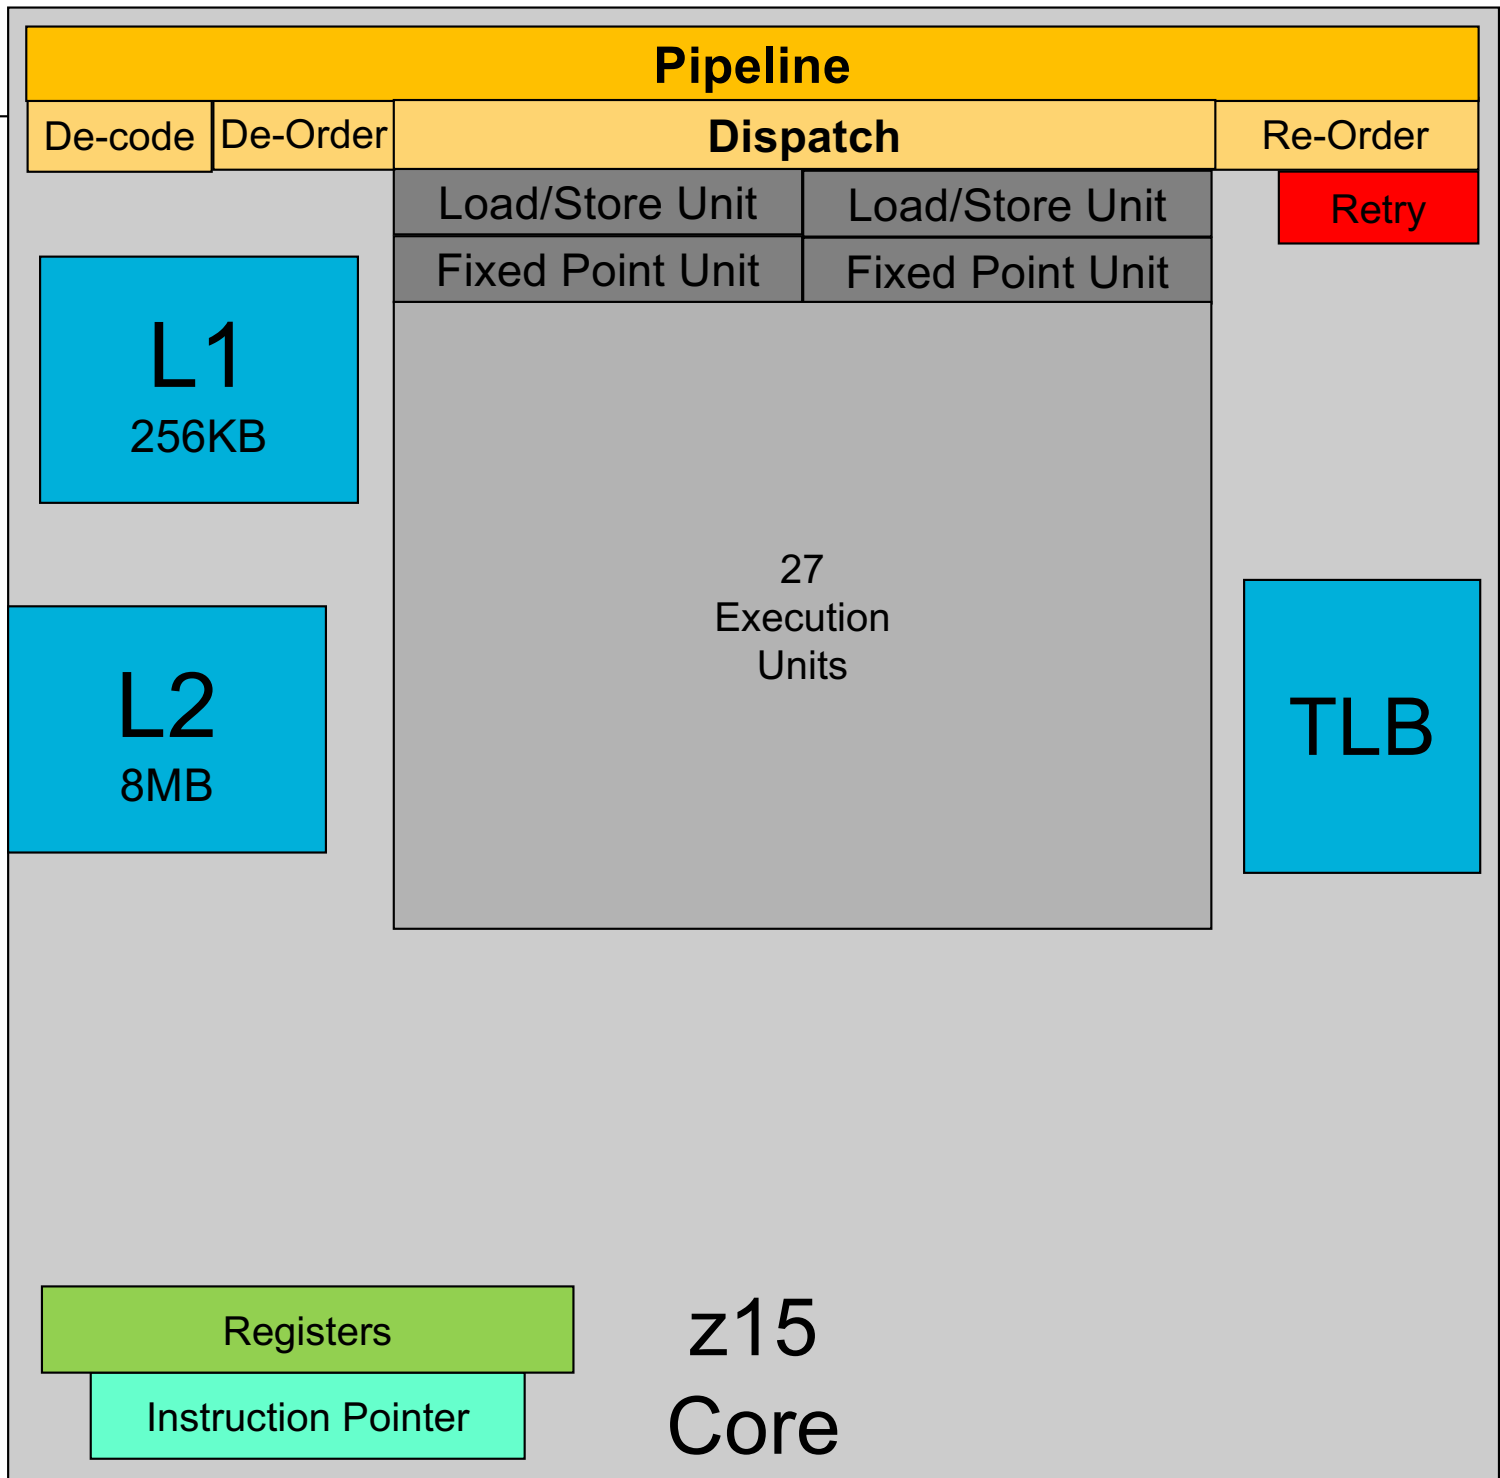 Pipeline
De-code
De-Order
Dispatch
Re-Order
Load/Store Unit
Load/Store Unit
Retry
Fixed Point Unit
Fixed Point Unit
L1
256KB
27
Execution
Units
L2
8MB
TLB
Registers
Instruction Pointer
z15
Core